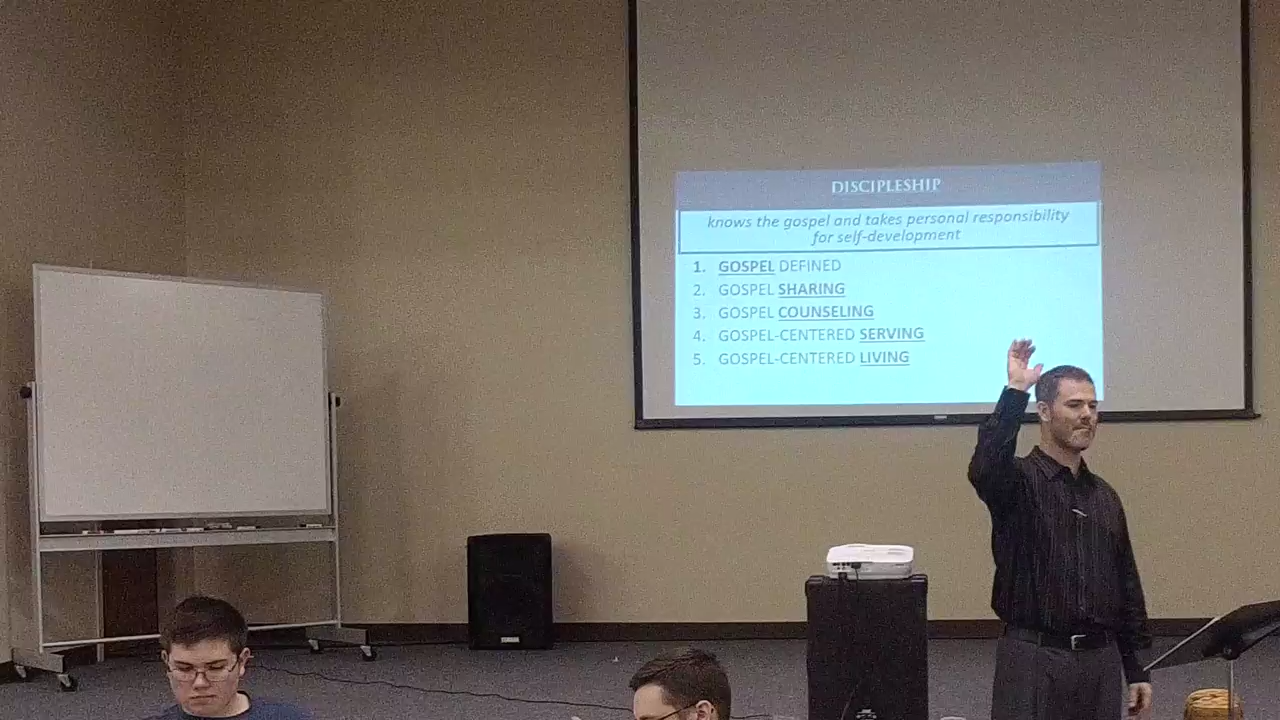 DISCIPLESHIP
knows the gospel and takes personal responsibility
for self-development
1. GOSPEL DEFINED
2. GOSPEL SHARING
3. GOSPEL COUNSELING
4. GOSPEL-CENTERED SERVING
5. GOSPEL-CENTERED LIVING